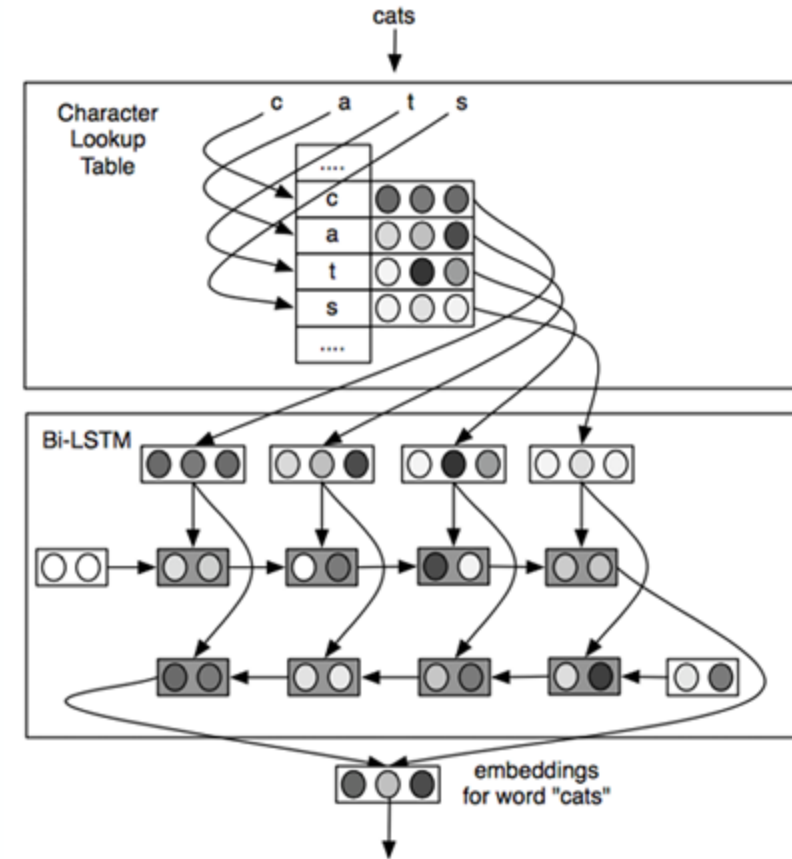 cats
c a t s
Character
Lookup
Table
....
c
a
t
s
....
Bi-LSTM
embeddings
for word "cats"